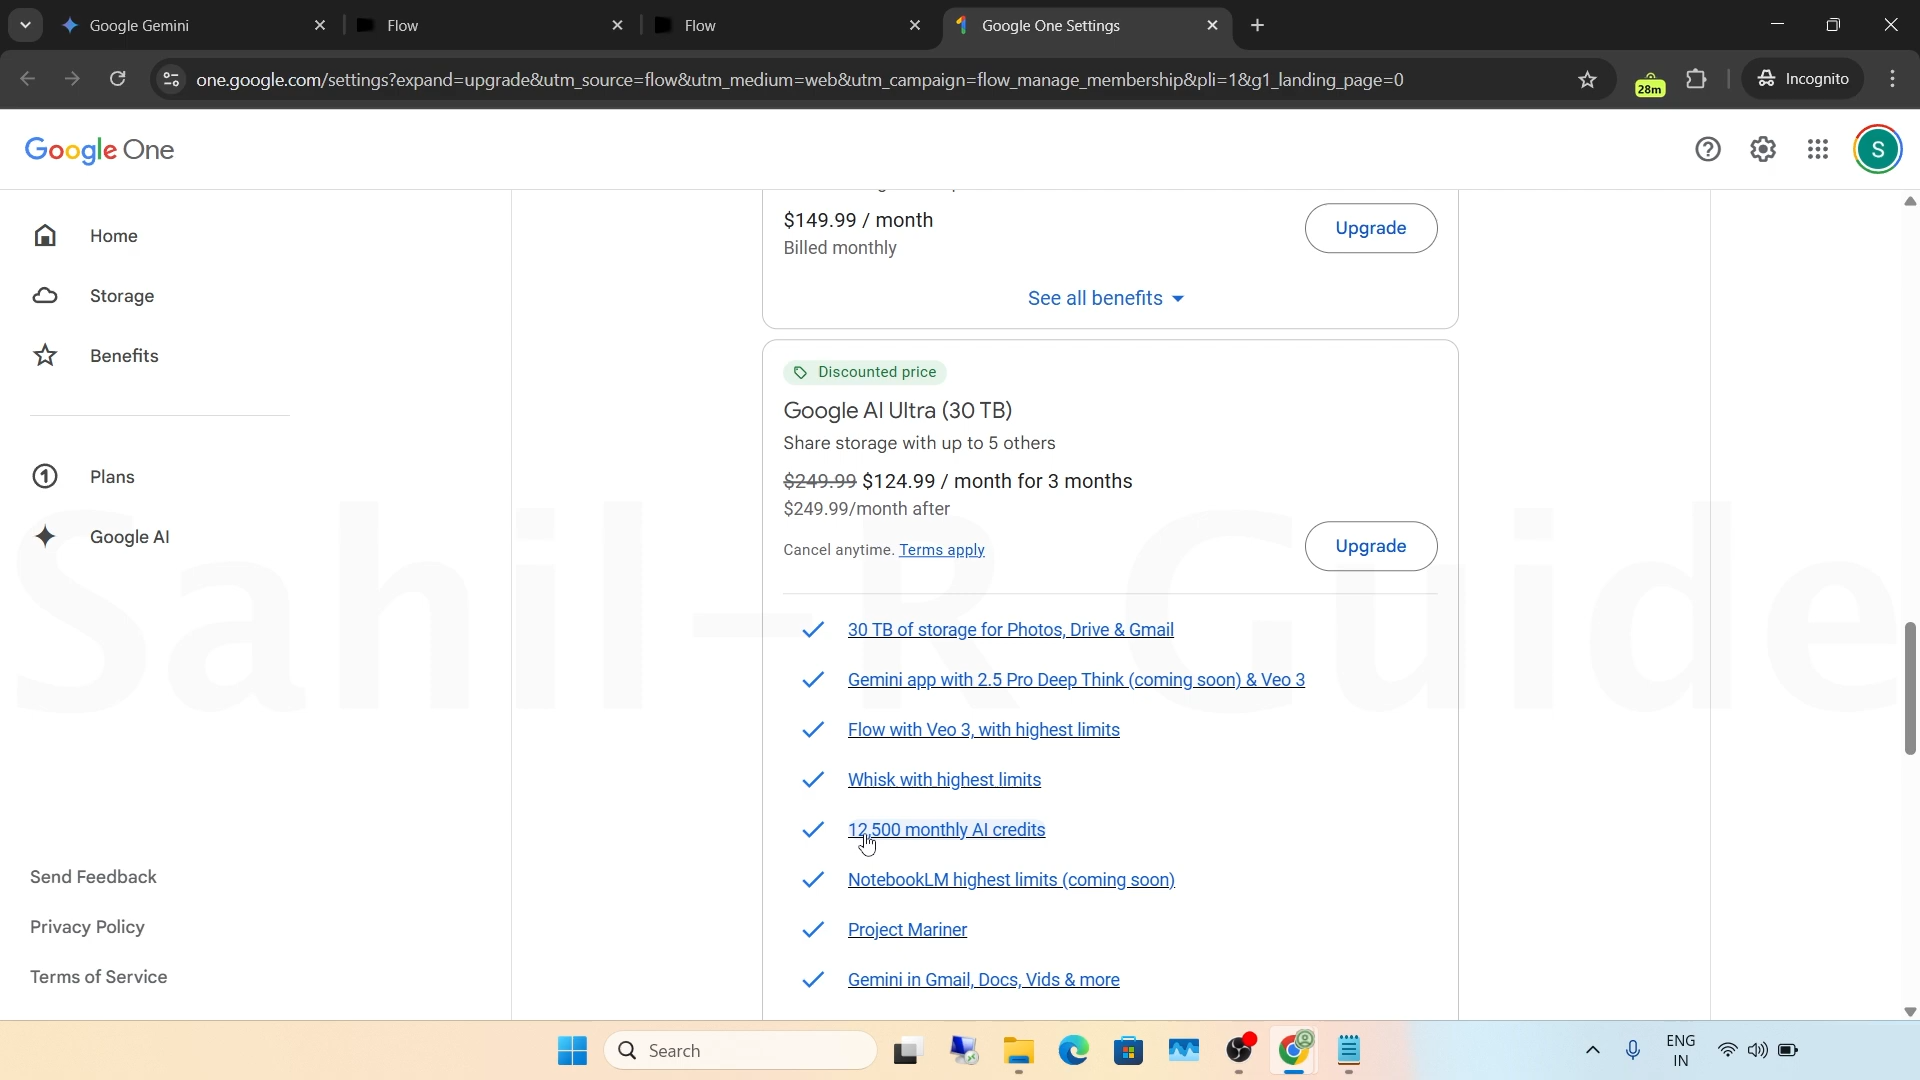 Google Gemini
Flow
Flow
Google One Settings
one.google.com/settings?expand=upgrade&utm_source=flow&utm_medium=web&utm_campaign=flow_manage_membership&pli=1&g1_landing_page=0
28m
Incognito
Google One
S
Home
Storage
Benefits
Plans
Google AI
Send Feedback
Privacy Policy
Terms of Service
$149.99 / month
Billed monthly
Upgrade
See all benefits
Discounted price
Google AI Ultra (30 TB)
Share storage with up to 5 others
$249.99 $124.99 / month for 3 months
$249.99/month after
Cancel anytime. Terms apply
Upgrade
30 TB of storage for Photos, Drive & Gmail
Gemini app with 2.5 Pro Deep Think (coming soon) & Veo 3
Flow with Veo 3, with highest limits
Whisk with highest limits
12,500 monthly AI credits
NotebookLM highest limits (coming soon)
Project Mariner
Gemini in Gmail, Docs, Vids & more
Sahil-R Guide
Search
ENG
IN